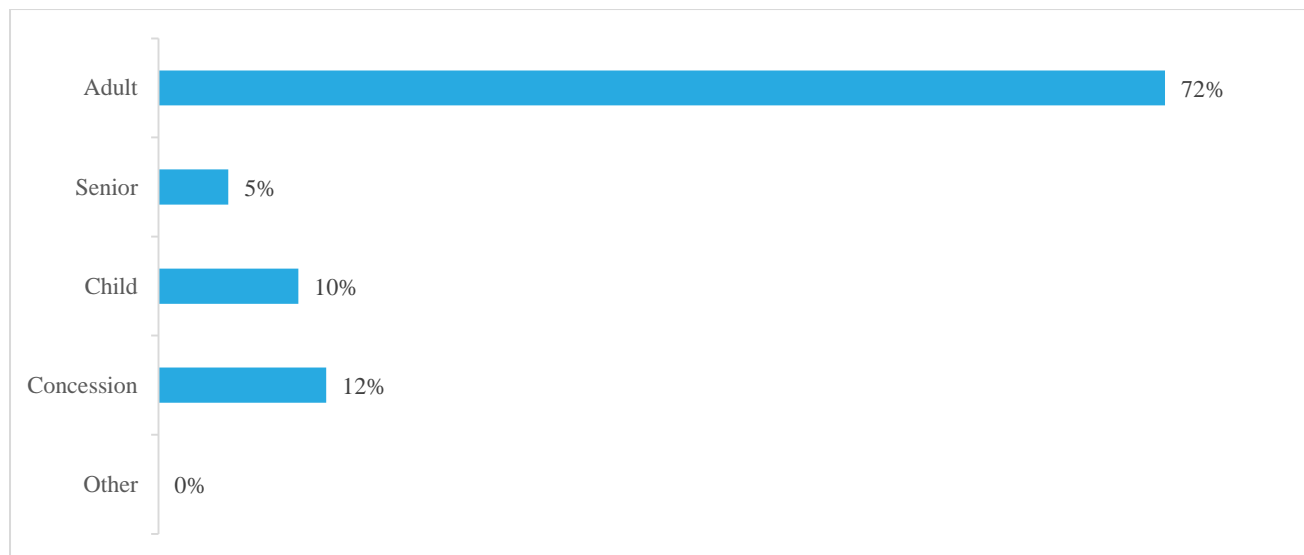 Adult 72%
Senior 5%
Child 10%
Concession 12%
Other 0%